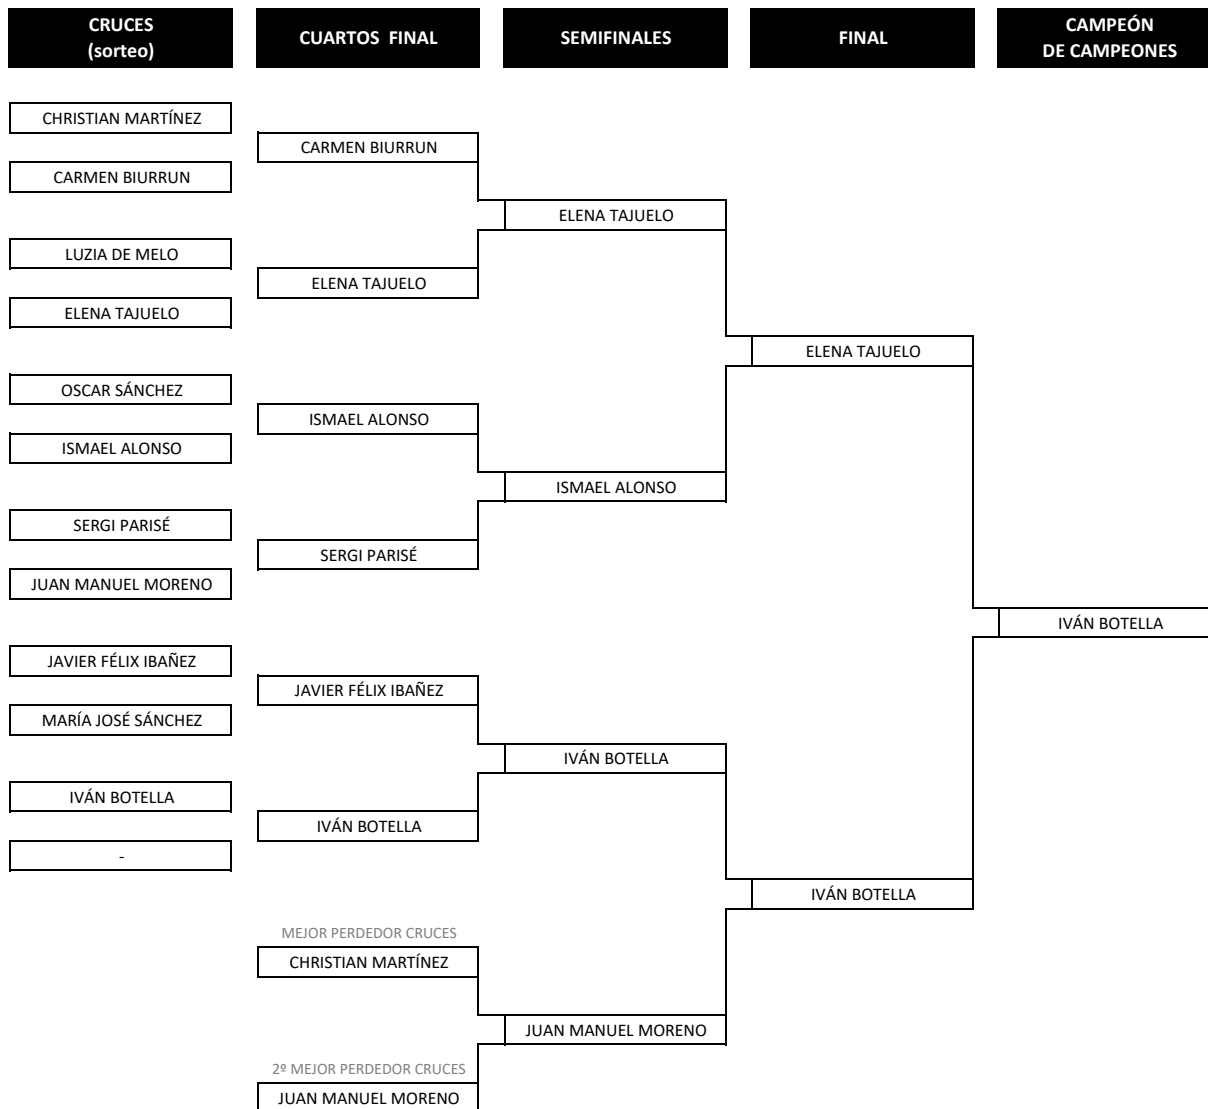 CRUCES
(sorteo)
CUARTOS FINAL
SEMIFINALES
FINAL
CAMPEÓN
DE CAMPEONES
CHRISTIAN MARTÍNEZ
CARMEN BIURRUN
CARMEN BIURRUN
ELENA TAJUELO
LUZIA DE MELO
ELENA TAJUELO
ELENA TAJUELO
ELENA TAJUELO
OSCAR SÁNCHEZ
ISMAEL ALONSO
ISMAEL ALONSO
ISMAEL ALONSO
SERGI PARISÉ
SERGI PARISÉ
JUAN MANUEL MORENO
IVÁN BOTELLA
JAVIER FÉLIX IBAÑEZ
JAVIER FÉLIX IBAÑEZ
MARÍA JOSÉ SÁNCHEZ
IVÁN BOTELLA
IVÁN BOTELLA
IVÁN BOTELLA
-
IVÁN BOTELLA
MEJOR PERDEDOR CRUCES
CHRISTIAN MARTÍNEZ
JUAN MANUEL MORENO
2º MEJOR PERDEDOR CRUCES
JUAN MANUEL MORENO